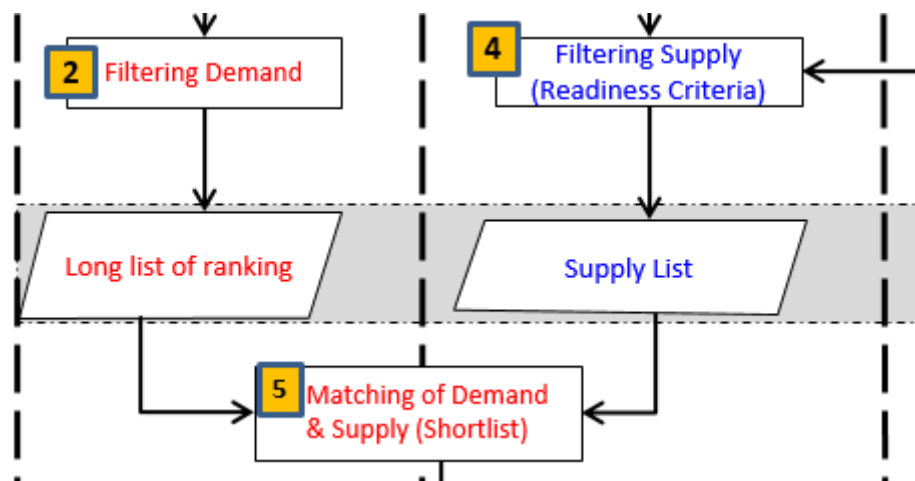 2
Filtering Demand
4
Filtering Supply
(Readiness Criteria)
Long list of ranking
Supply List
5
Matching of Demand
& Supply (Shortlist)